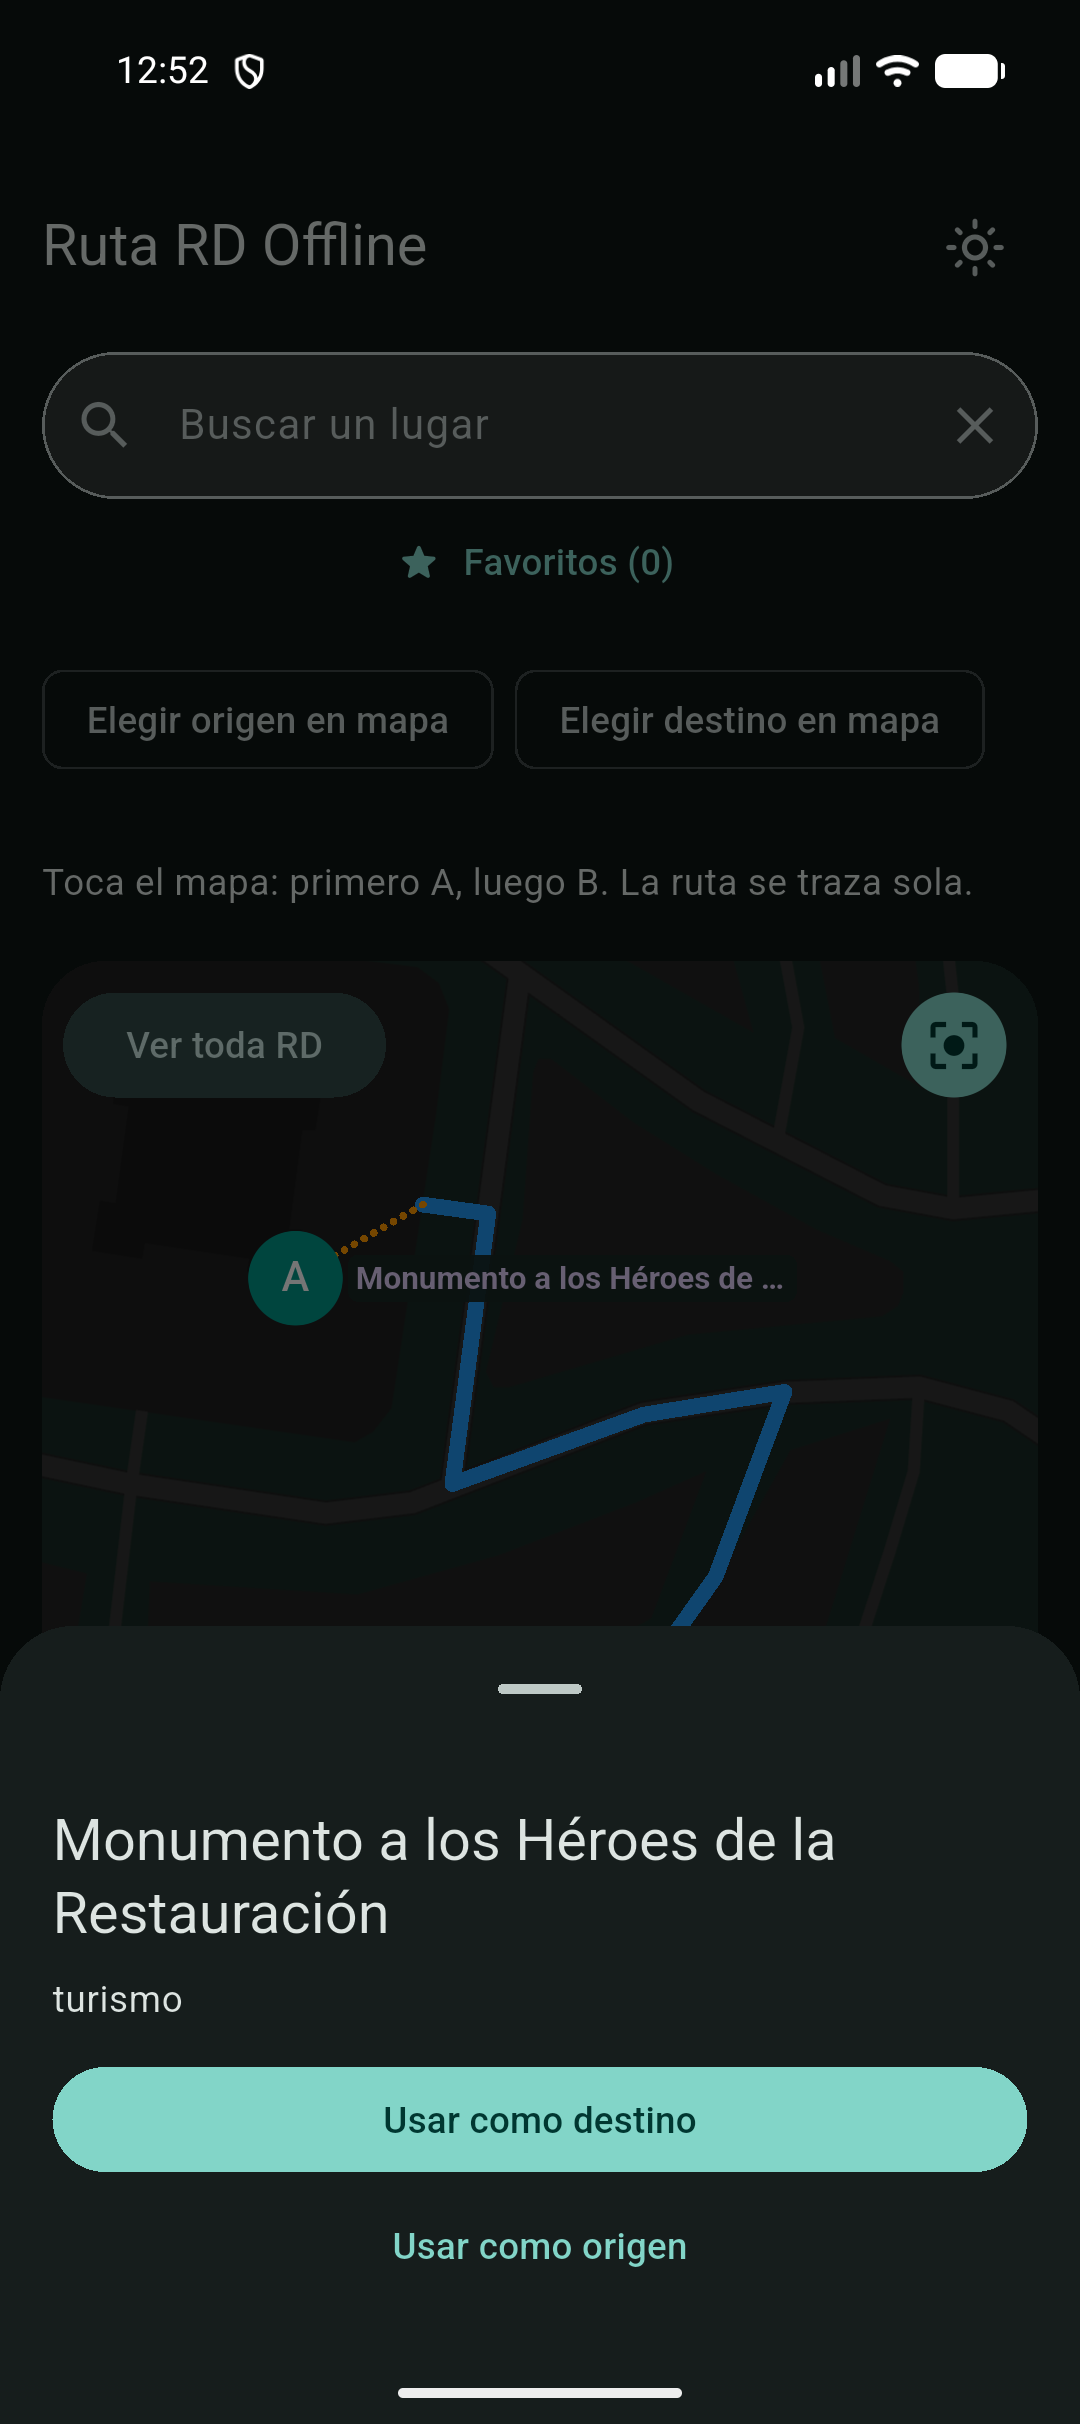 12:52
Ruta RD Offline
Buscar un lugar
Favoritos (0)
Elegir origen en mapa
Elegir destino en mapa
Toca el mapa: primero A, luego B. La ruta se traza sola.
Ver toda RD
A
Monumento a los Héroes de ...
Monumento a los Héroes de la
Restauración
turismo
Usar como destino
Usar como origen